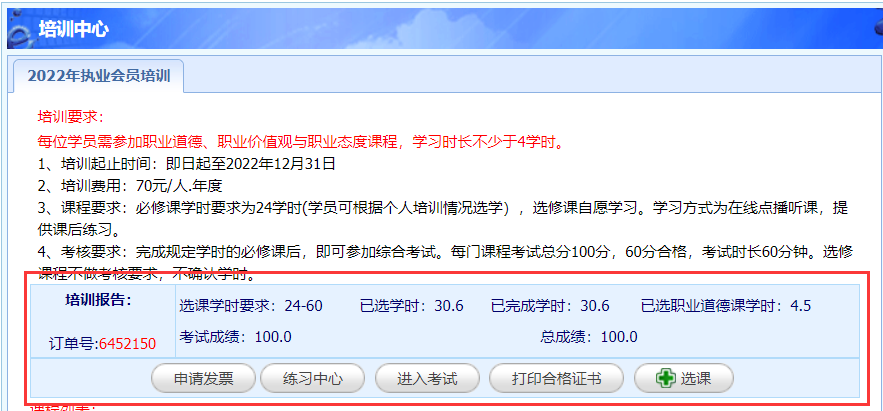 培训中心
2022年执业会员培训
培训要求：
每位学员需参加职业道德、职业价值观与职业态度课程，学习时长不少于4学时。
1、培训起止时间：即日起至2022年12月31日
2、培训费用：70元/人.年度
3、课程要求：必修课学时要求为24学时(学员可根据个人培训情况选学），选修课自愿学习。学习方式为在线点播听课，提
供课后练习。
4、考核要求：完成规定学时的必修课后，即可参加综合考试。每门课程考试总分100分，60分合格，考试时长60分钟。选修
课程不做考核要求，不确认学时。
培训报告：
订单号:6452150
选课学时要求：24-60 已选学时：30.6 已完成学时：30.6 已选职业道德课学时：4.5
考试成绩：100.0 总成绩：100.0
申请发票 练习中心 进入考试 打印合格证书 选课
课程列表：